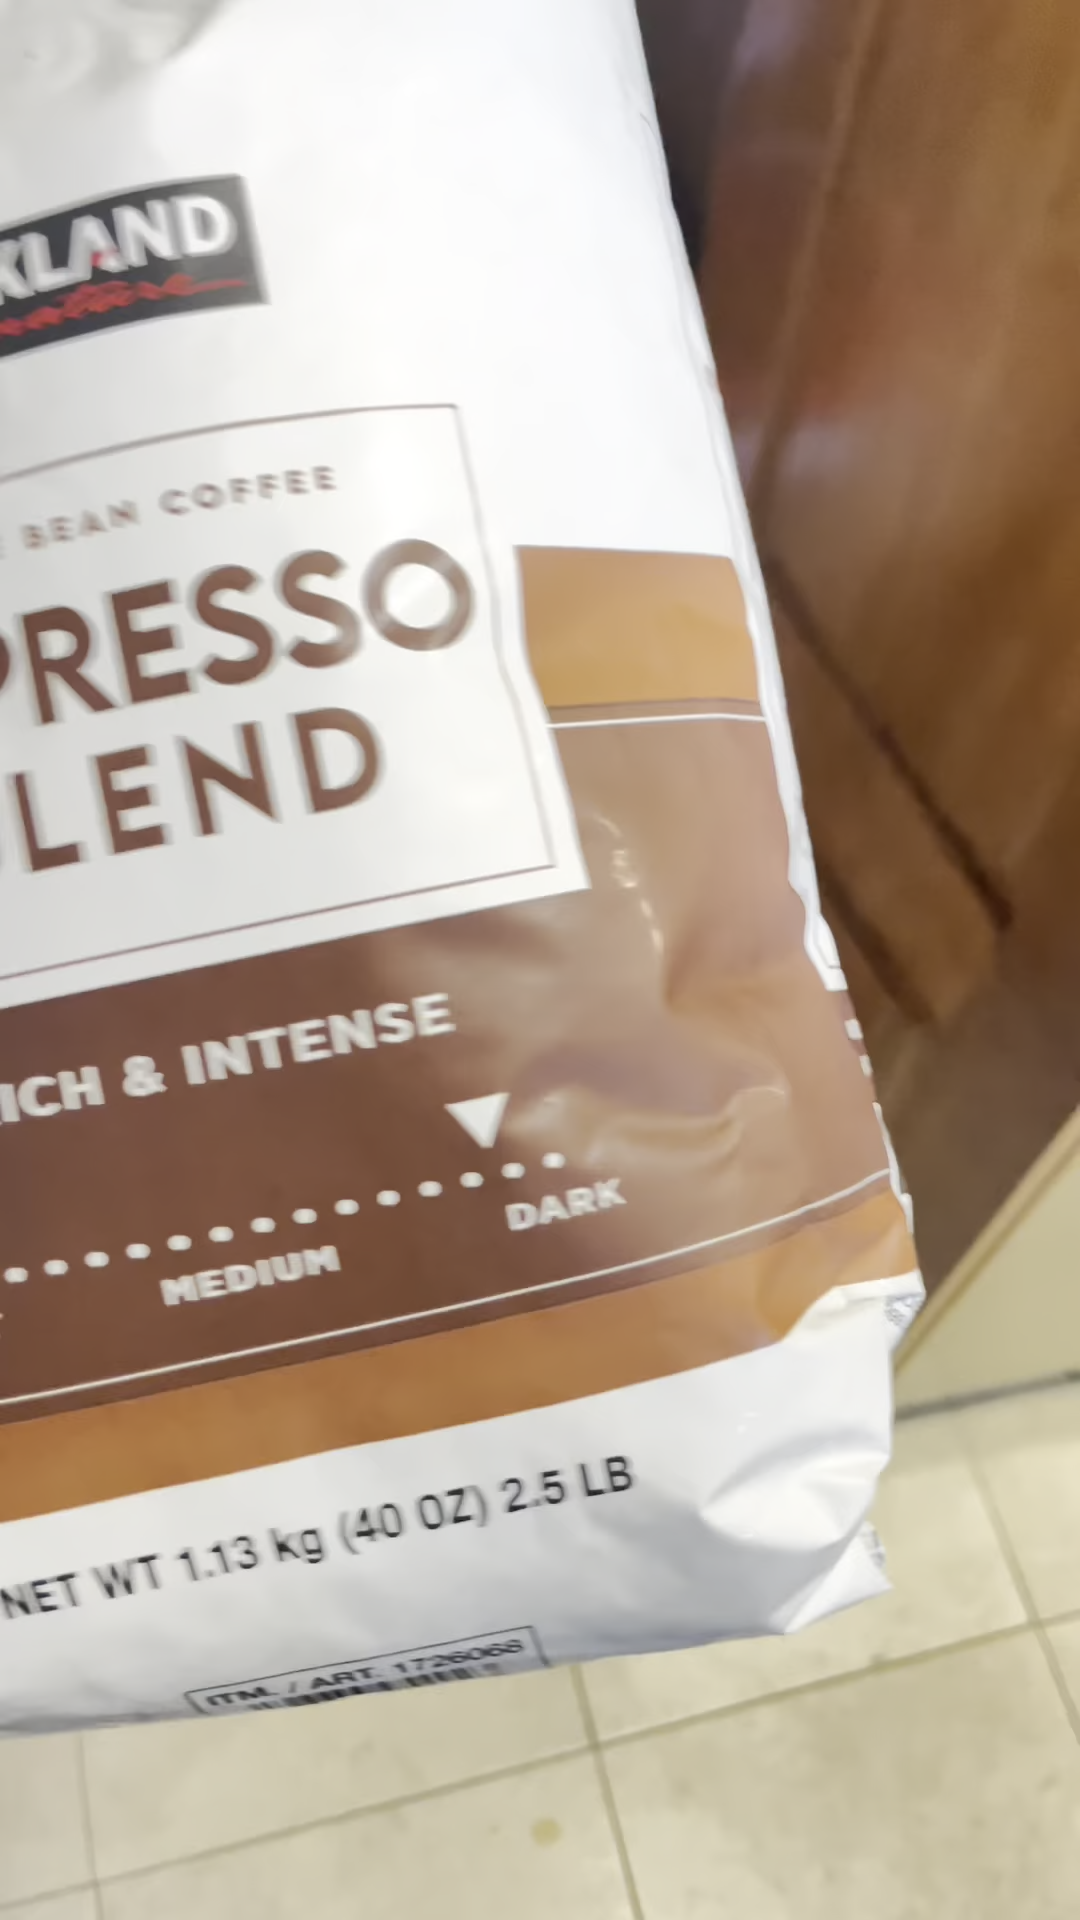 KLAND
BEAN COFFEE
PRESSO
LEND
ICH & INTENSE
MEDIUM
DARK
NET WT 1.13 kg (40 OZ) 2.5 LB
ITM. / ART. 1726068